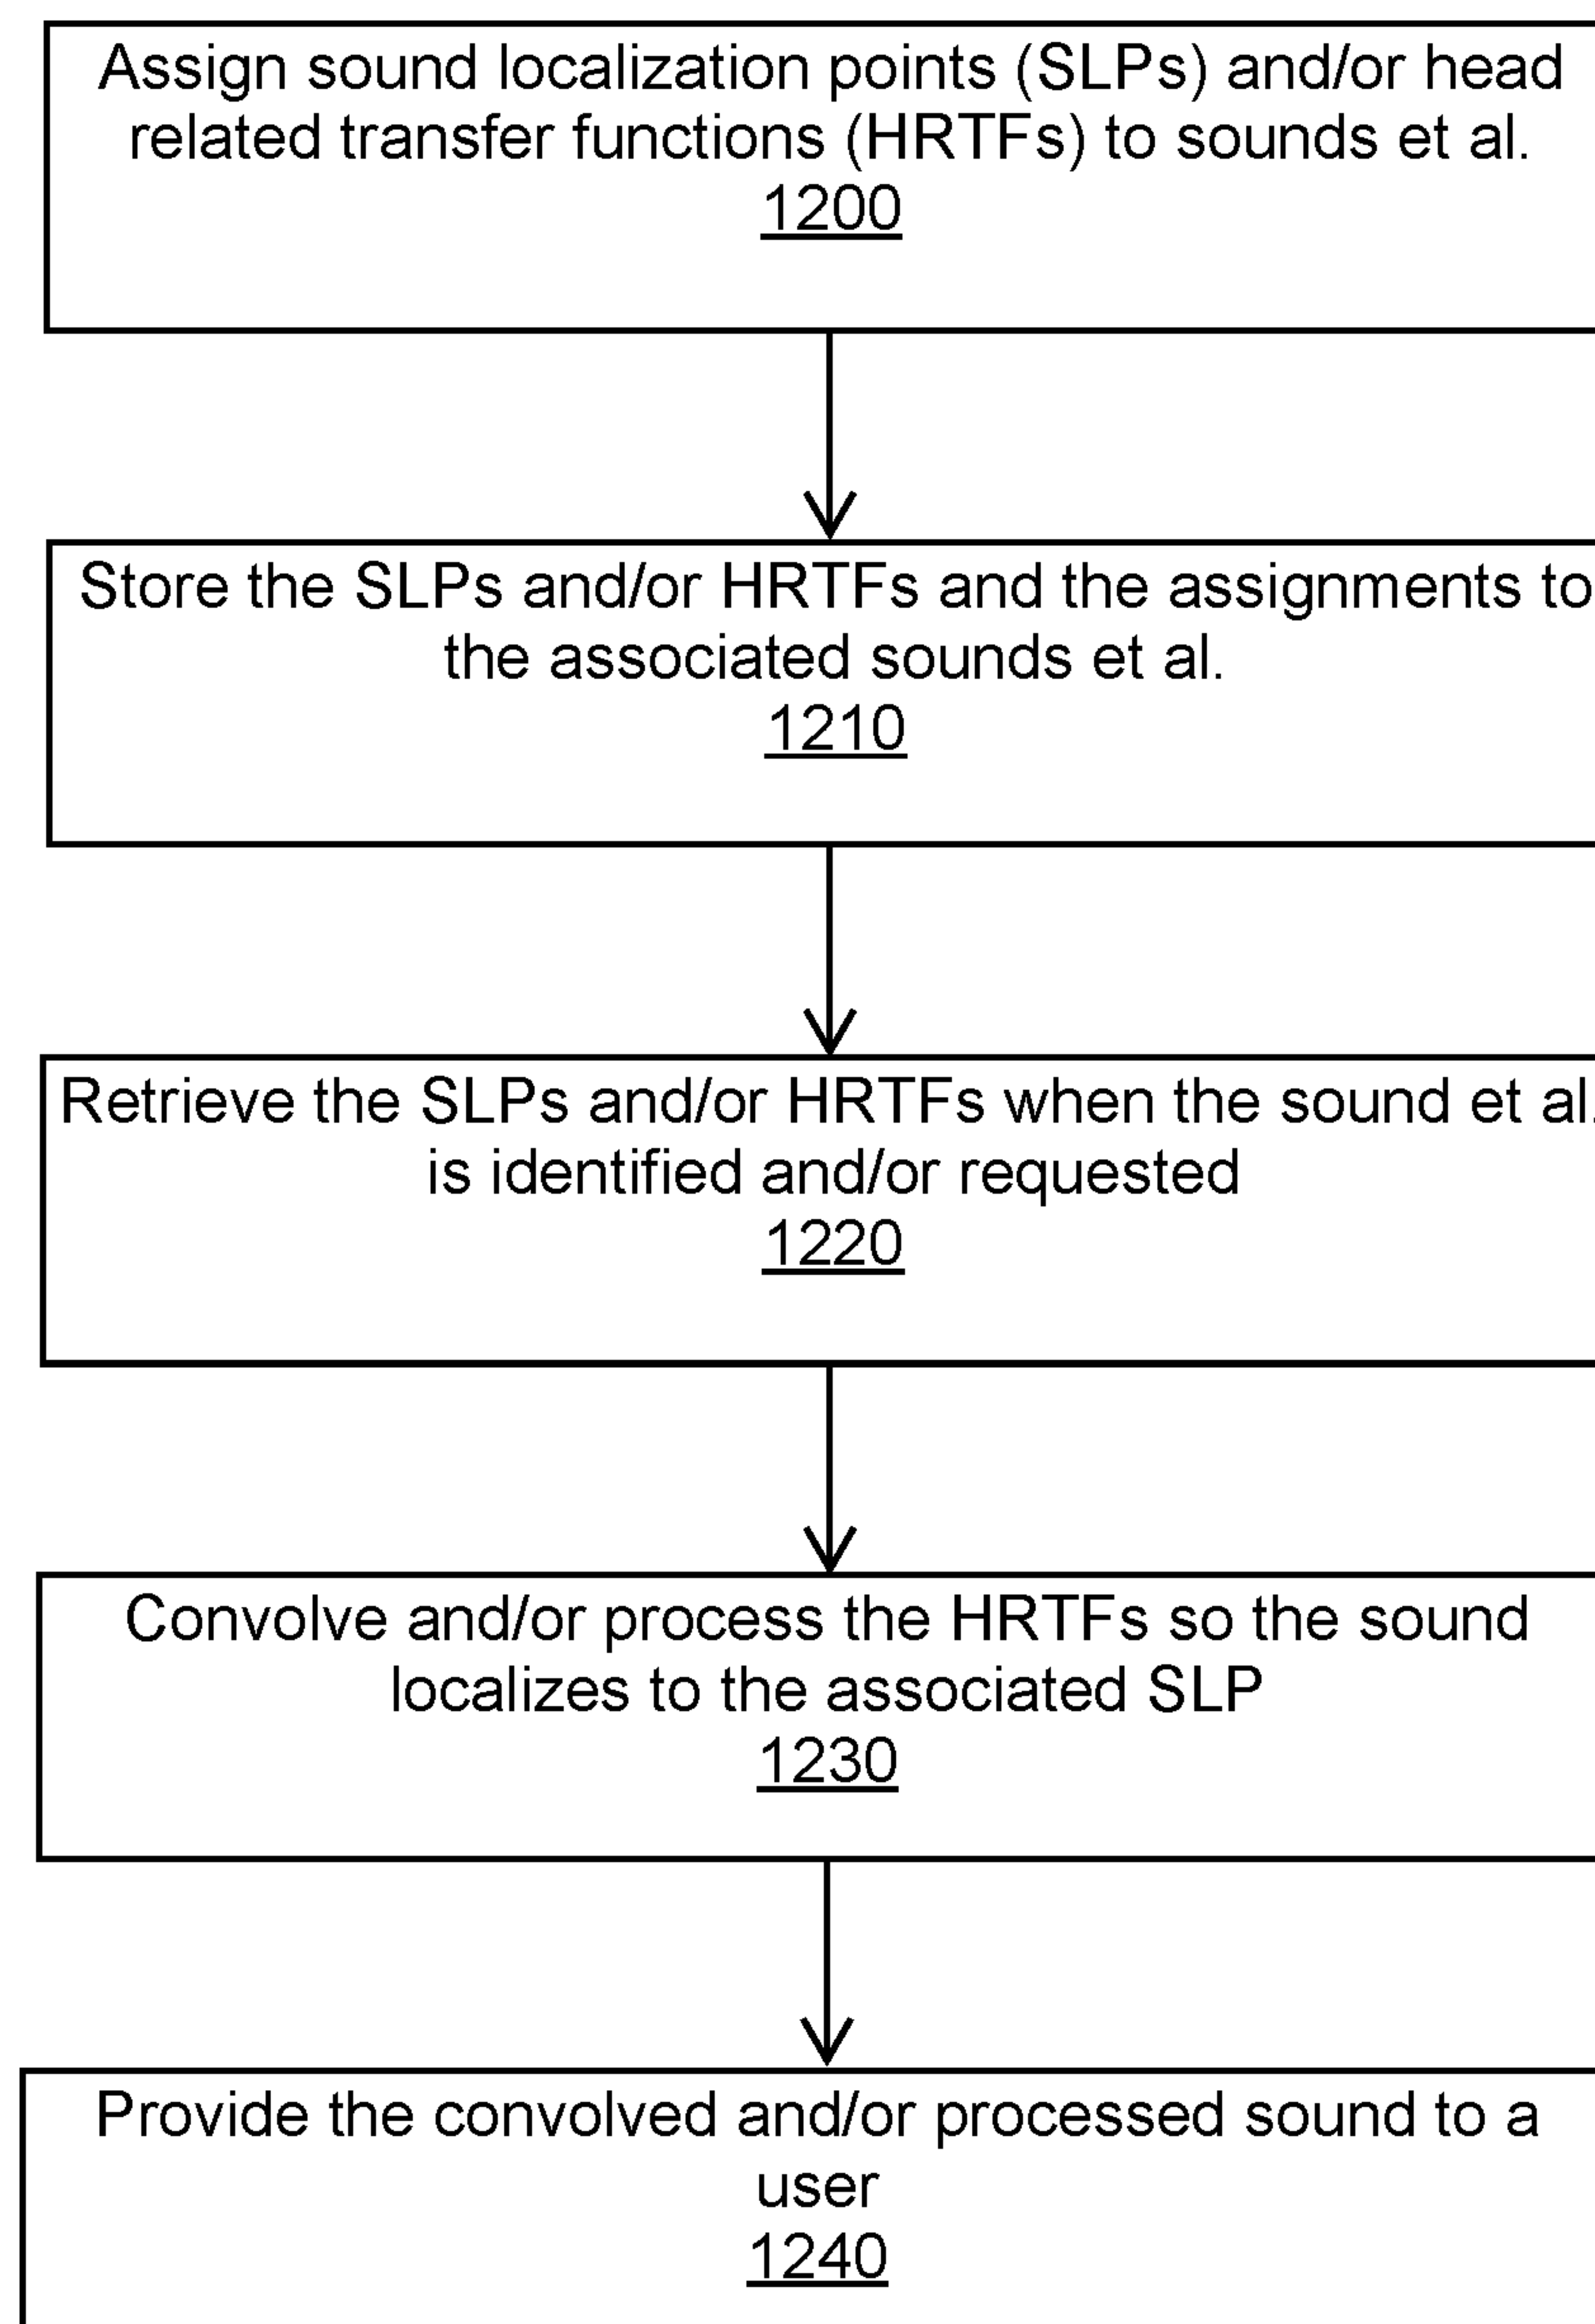 Assign sound localization points (SLPs) and/or head
related transfer functions (HRTFs) to sounds et al.
1200
Store the SLPs and/or HRTFs and the assignments to
the associated sounds et al.
1210
Retrieve the SLPs and/or HRTFs when the sound et al.
is identified and/or requested
1220
Convolve and/or process the HRTFs so the sound
localizes to the associated SLP
1230
Provide the convolved and/or processed sound to a
user
1240